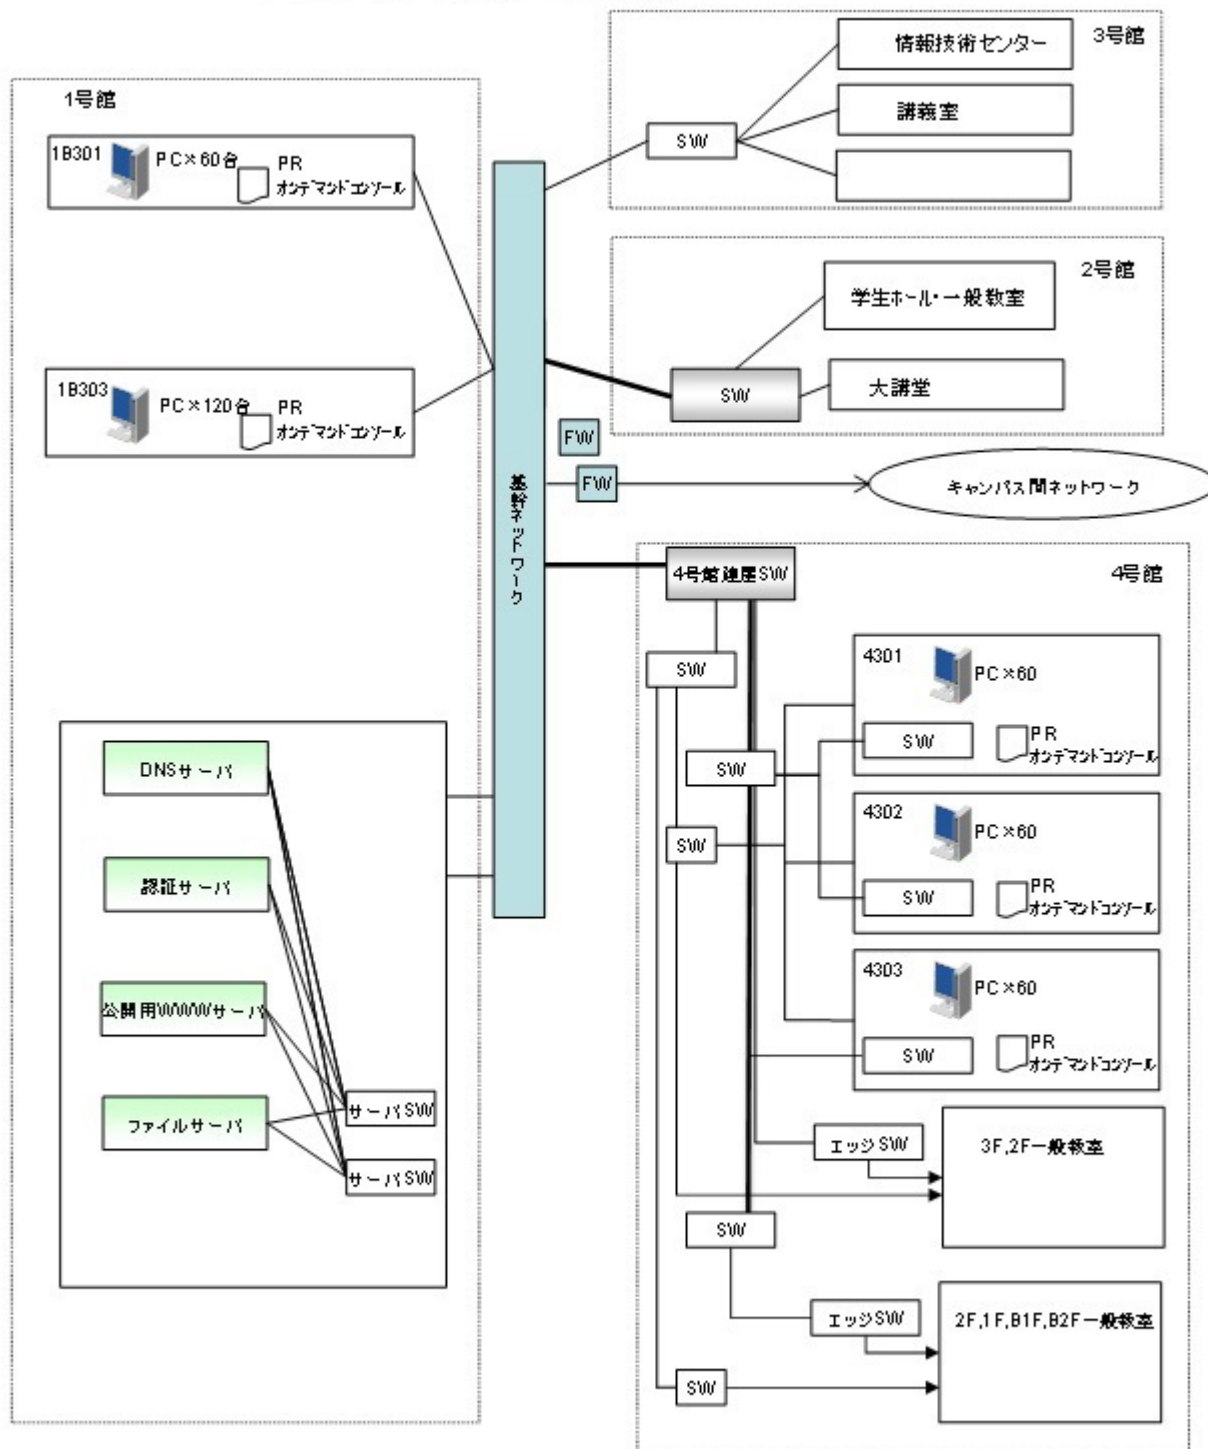 1号館
1B301
PC×60台
PR
オンデマンドコンソール
1B303
PC×120台
PR
オンデマンドコンソール
DNSサーバ
認証サーバ
公開用WWWサーバ
ファイルサーバ
サーバSW
サーバSW
基幹ネットワーク
3号館
情報技術センター
講義室
SW
2号館
学生ホール・一般教室
SW
大講堂
FW
FW
キャンパス間ネットワーク
4号館
4号館建屋SW
SW
SW
SW
4301
PC×60
SW
PR
オンデマンドコンソール
4302
PC×60
SW
PR
オンデマンドコンソール
4303
PC×60
SW
PR
オンデマンドコンソール
エッジSW
3F,2F一般教室
SW
エッジSW
2F,1F,B1F,B2F一般教室
SW